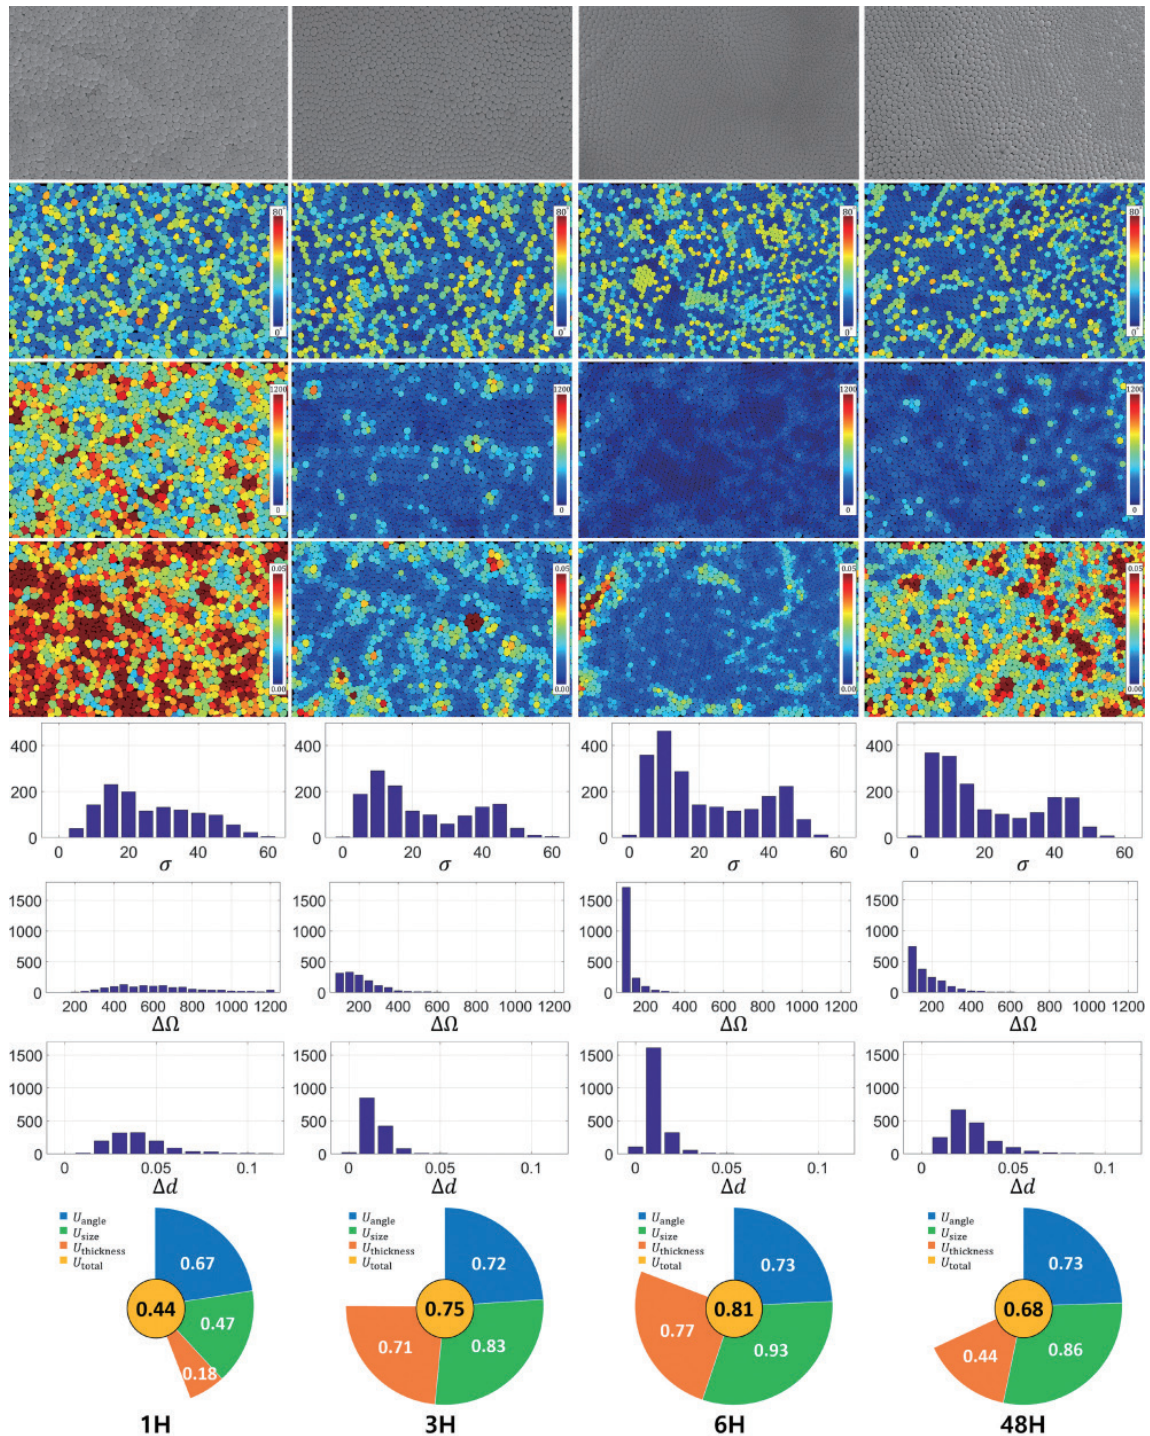 80° 80° 80° 80°
0° 0° 0° 0°
1200 1200 1200 1200
0 0 0 0
0.05 0.05 0.05 0.05
0.00 0.00 0.00 0.00
400 400 400 400
200 200 200 200
0 0 0 0
0 20 40 60 0 20 40 60 0 20 40 60 0 20 40 60
σ σ σ σ
1500 1500 1500 1500
1000 1000 1000 1000
500 500 500 500
0 0 0 0
200 400 600 800 1000 1200 200 400 600 800 1000 1200 200 400 600 800 1000 1200 200 400 600 800 1000 1200
ΔΩ ΔΩ ΔΩ ΔΩ
1500 1500 1500 1500
1000 1000 1000 1000
500 500 500 500
0 0 0 0
0 0.05 0.1 0 0.05 0.1 0 0.05 0.1 0 0.05 0.1
Δd Δd Δd Δd
Uangle Uangle Uangle Uangle
Usize Usize Usize Usize
Uthickness Uthickness Uthickness Uthickness
Utotal Utotal Utotal Utotal
0.67 0.72 0.73 0.73
0.44 0.75 0.81 0.68
0.47 0.83 0.93 0.86
0.18 0.71 0.77 0.44
1H 3H 6H 48H